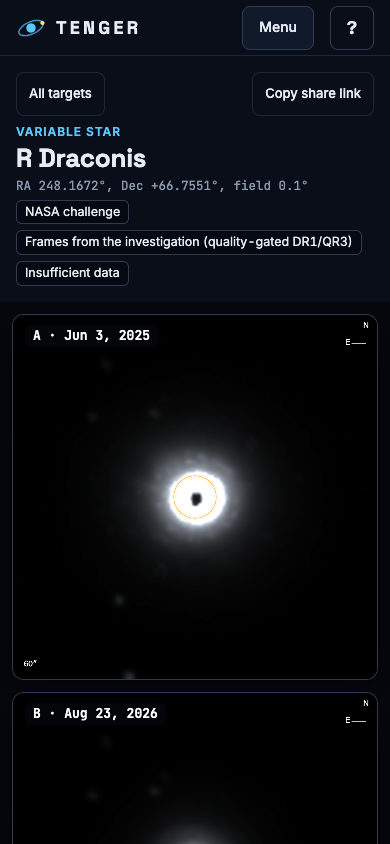 TENGER
Menu
?
All targets
Copy share link
VARIABLE STAR
R Draconis
RA 248.1672°, Dec +66.7551°, field 0.1°
NASA challenge
Frames from the investigation (quality-gated DR1/QR3)
Insufficient data
A · Jun 3, 2025
N
E
60″
B · Aug 23, 2026
N
E